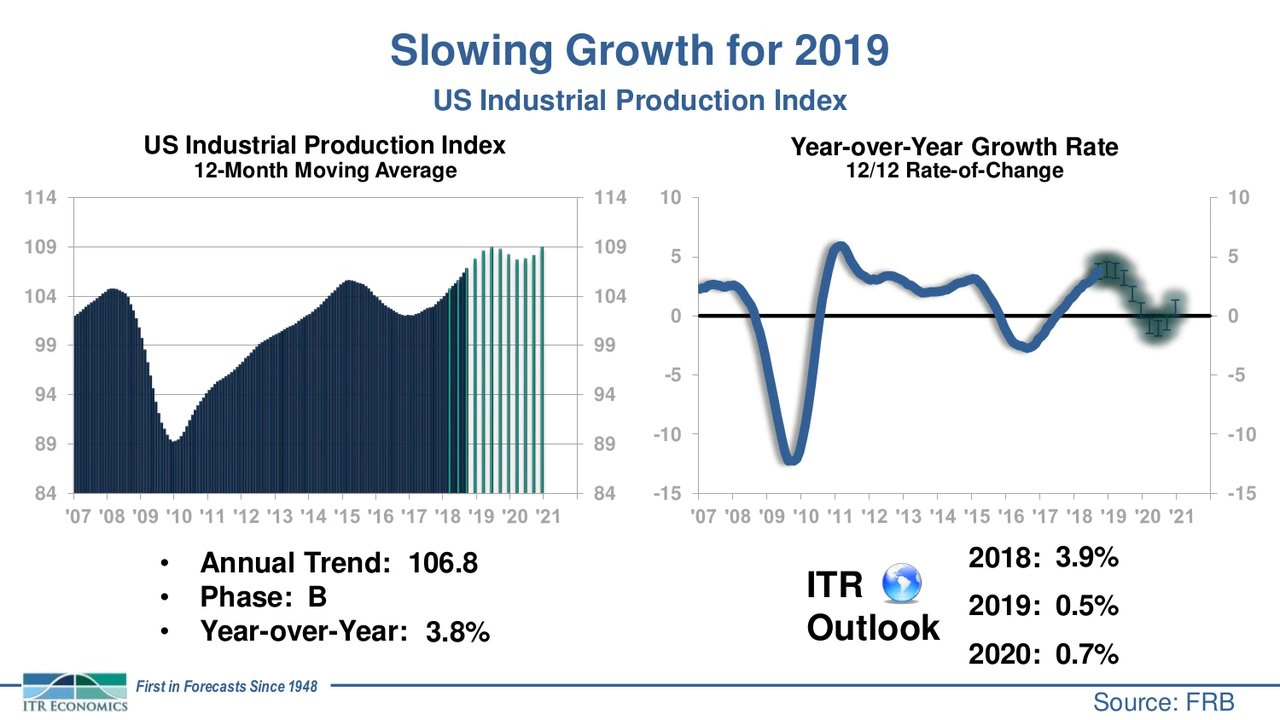 Slowing Growth for 2019
US Industrial Production Index
US Industrial Production Index
12-Month Moving Average
114
109
104
99
94
89
84
114
109
104
99
94
89
84
'07 '08 '09 '10 '11 '12 '13 '14 '15 '16 '17 '18 '19 '20 '21
Year-over-Year Growth Rate
12/12 Rate-of-Change
10
5
0
-5
-10
-15
10
5
0
-5
-10
-15
'07 '08 '09 '10 '11 '12 '13 '14 '15 '16 '17 '18 '19 '20 '21
• Annual Trend: 106.8
• Phase: B
• Year-over-Year: 3.8%
ITR
Outlook
2018: 3.9%
2019: 0.5%
2020: 0.7%
ITR ECONOMICS
First in Forecasts Since 1948
Source: FRB